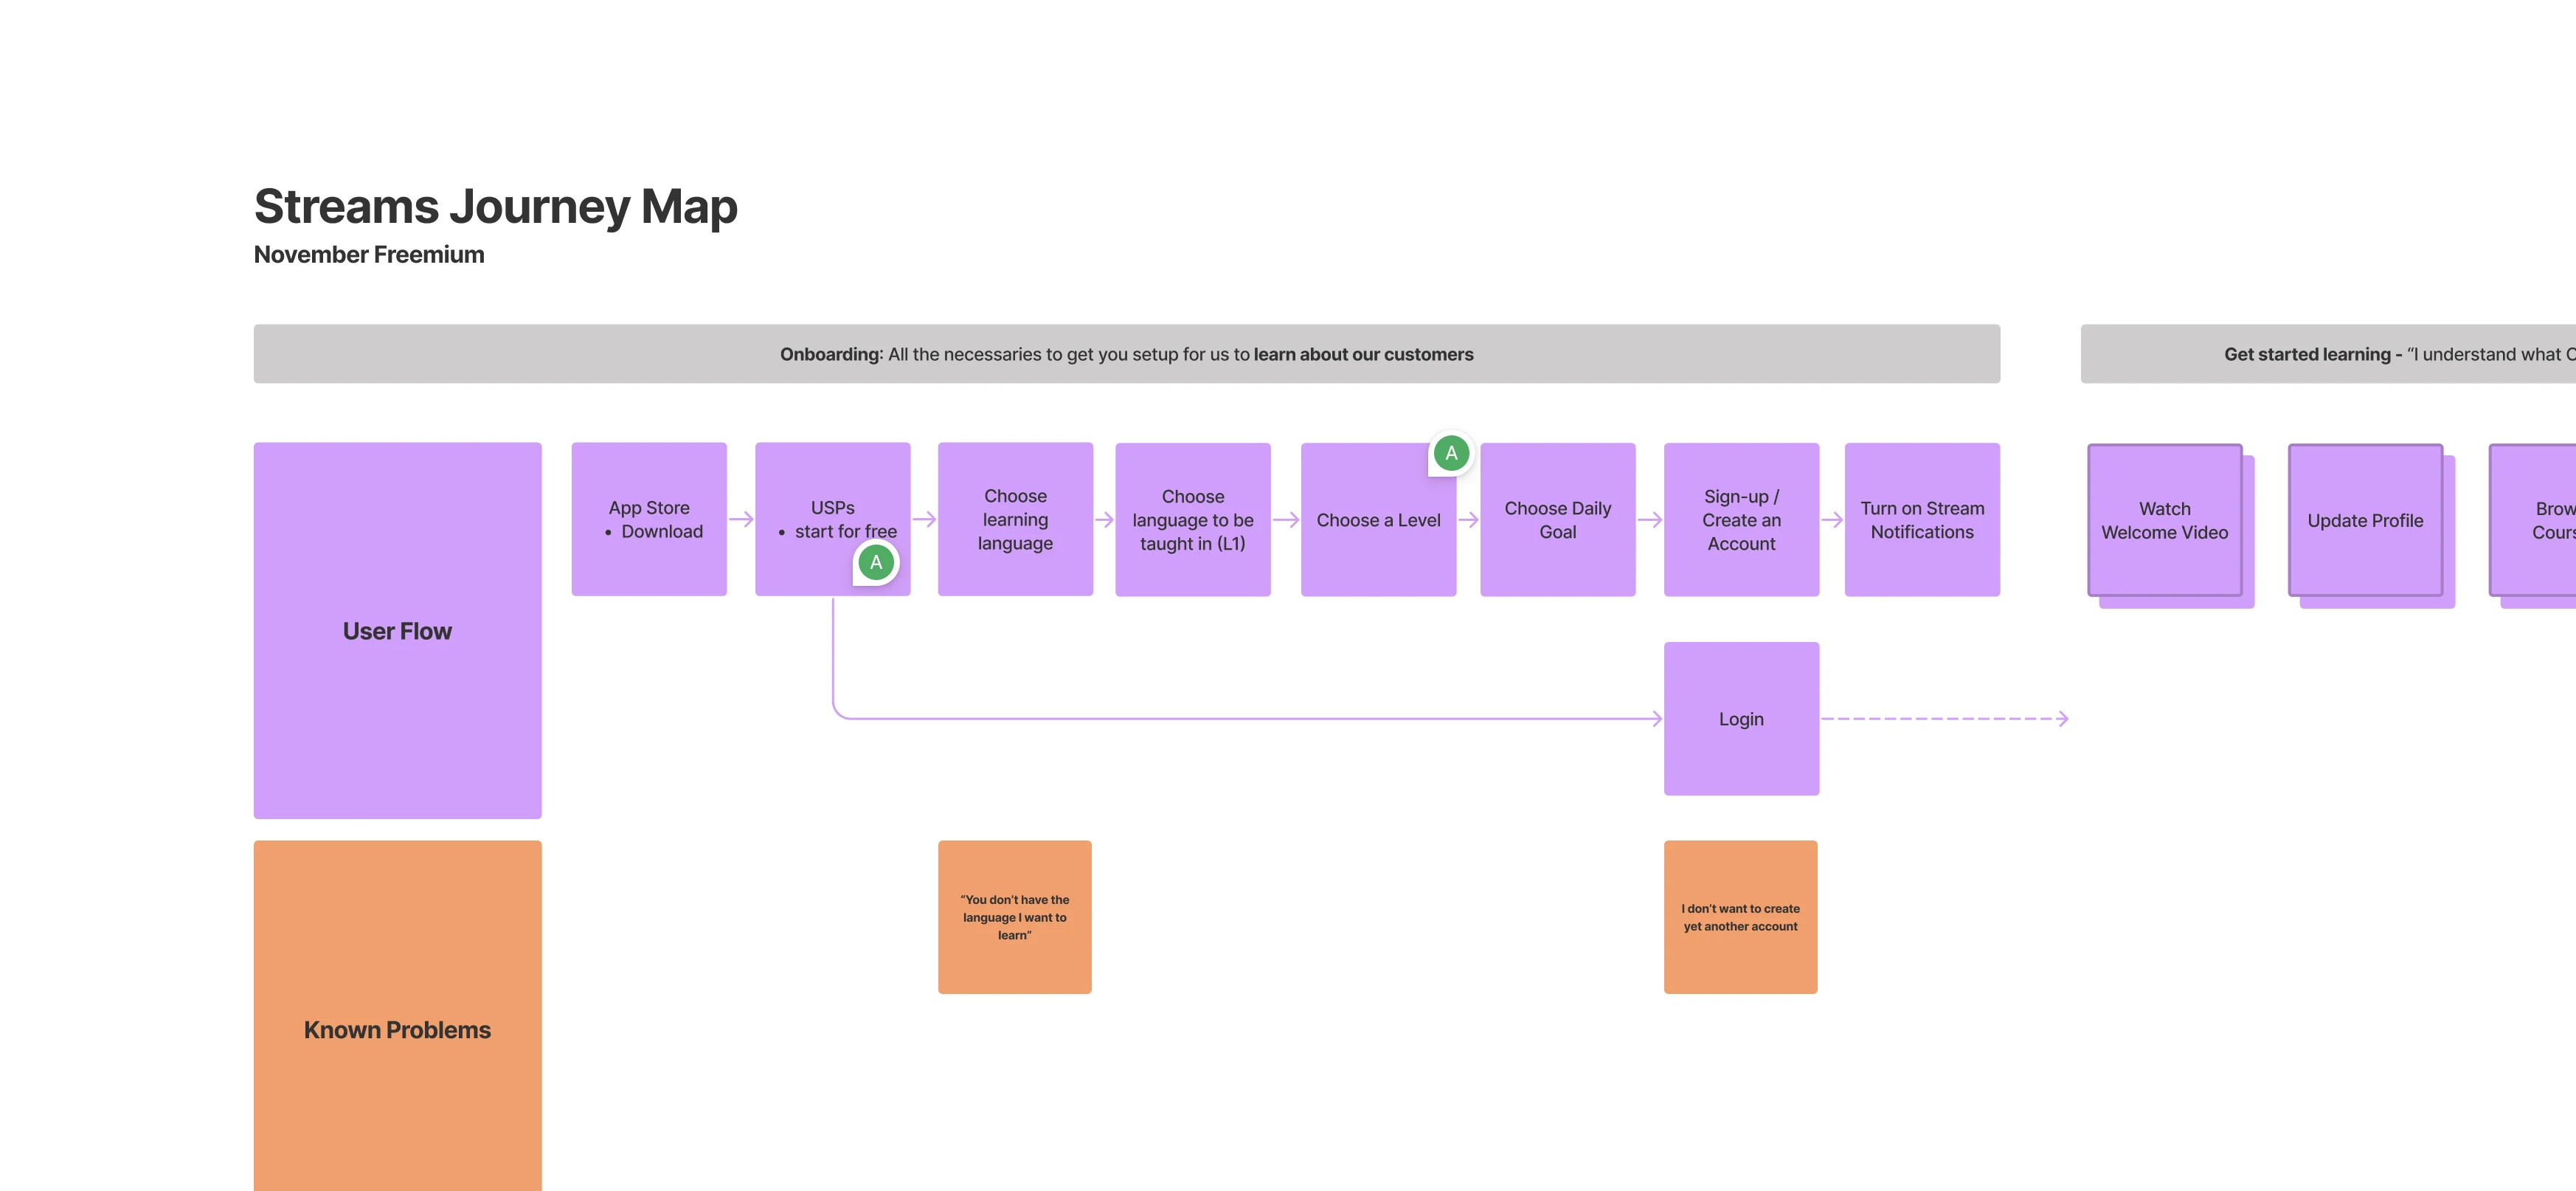 Streams Journey Map
November Freemium
Onboarding: All the necessaries to get you setup for us to learn about our customers
Get started learning - “I understand what
User Flow
App Store
• Download
USPs
• start for free
A
Choose
learning
language
Choose
language to be
taught in (L1)
Choose a Level
A
Choose Daily
Goal
Sign-up /
Create an
Account
Turn on Stream
Notifications
Watch
Welcome Video
Update Profile
Login
Known Problems
“You don’t have the
language I want to
learn”
I don’t want to create
yet another account